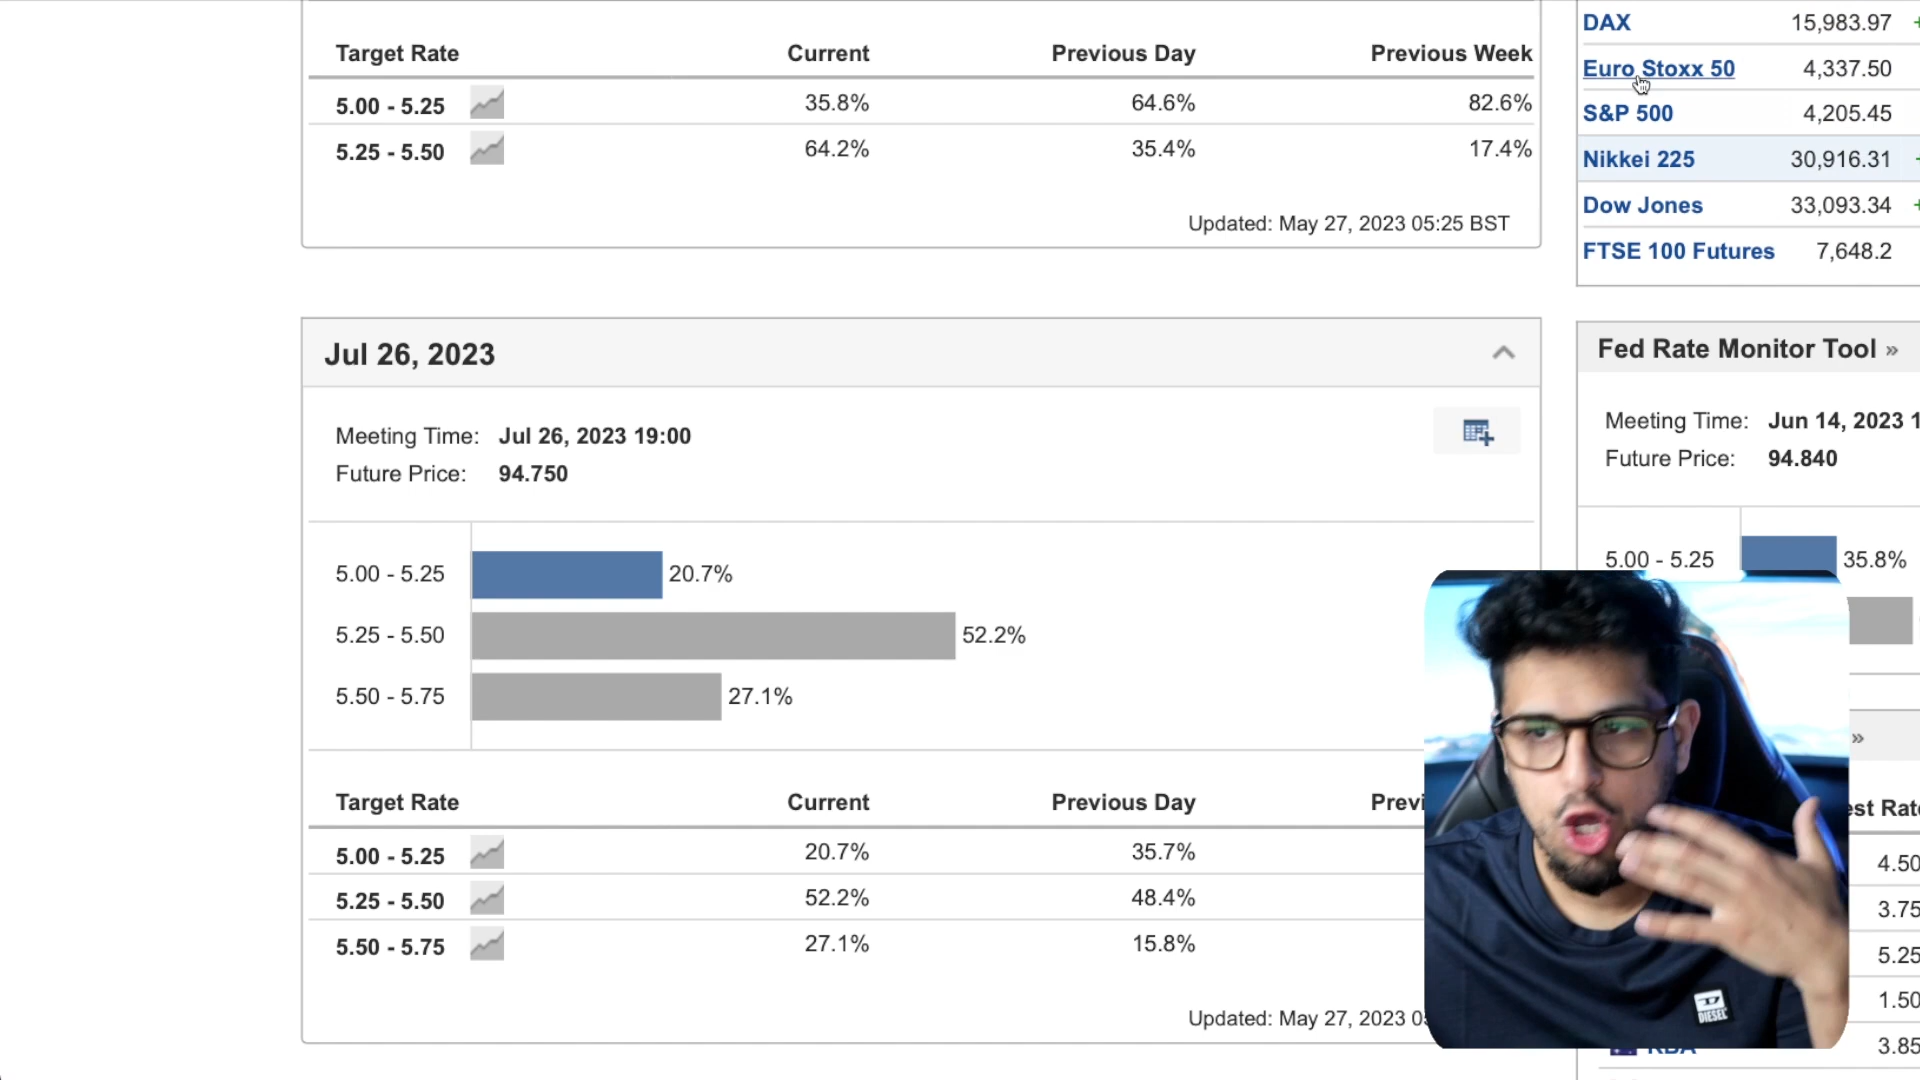 Target Rate Current Previous Day Previous Week
5.00 - 5.25 35.8% 64.6% 82.6%
5.25 - 5.50 64.2% 35.4% 17.4%
Updated: May 27, 2023 05:25 BST
Jul 26, 2023
Meeting Time: Jul 26, 2023 19:00
Future Price: 94.750
5.00 - 5.25 20.7%
5.25 - 5.50 52.2%
5.50 - 5.75 27.1%
Target Rate Current Previous Day Previ
5.00 - 5.25 20.7% 35.7%
5.25 - 5.50 52.2% 48.4%
5.50 - 5.75 27.1% 15.8%
Updated: May 27, 2023 0
DAX 15,983.97 +
Euro Stoxx 50 4,337.50
S&P 500 4,205.45
Nikkei 225 30,916.31 +
Dow Jones 33,093.34 +
FTSE 100 Futures 7,648.2
Fed Rate Monitor Tool »
Meeting Time: Jun 14, 2023 1
Future Price: 94.840
5.00 - 5.25 35.8%
»
est Rat
4.50
3.75
5.25
1.50
RBA 3.85
DIESEL